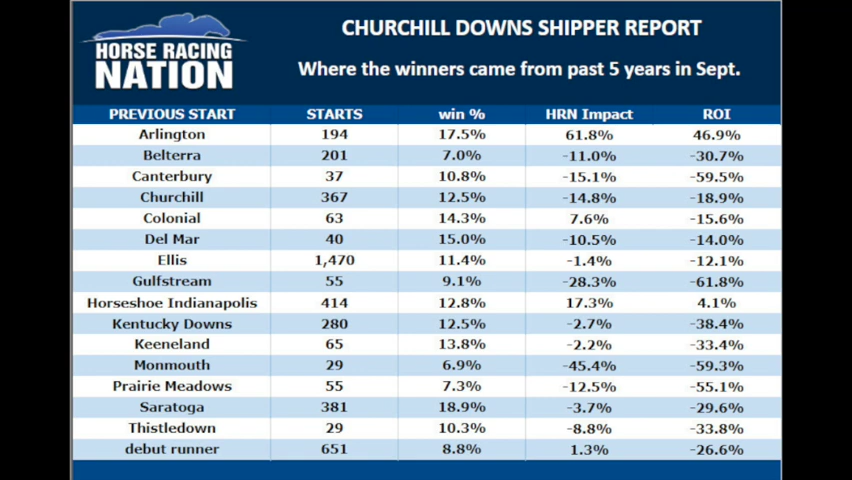 HORSE RACING
NATION
CHURCHILL DOWNS SHIPPER REPORT
Where the winners came from past 5 years in Sept.
PREVIOUS START STARTS win % HRN Impact ROI
Arlington 194 17.5% 61.8% 46.9%
Belterra 201 7.0% -11.0% -30.7%
Canterbury 37 10.8% -15.1% -59.5%
Churchill 367 12.5% -14.8% -18.9%
Colonial 63 14.3% 7.6% -15.6%
Del Mar 40 15.0% -10.5% -14.0%
Ellis 1,470 11.4% -1.4% -12.1%
Gulfstream 55 9.1% -28.3% -61.8%
Horseshoe Indianapolis 414 12.8% 17.3% 4.1%
Kentucky Downs 280 12.5% -2.7% -38.4%
Keeneland 65 13.8% -2.2% -33.4%
Monmouth 29 6.9% -45.4% -59.3%
Prairie Meadows 55 7.3% -12.5% -55.1%
Saratoga 381 18.9% -3.7% -29.6%
Thistledown 29 10.3% -8.8% -33.8%
debut runner 651 8.8% 1.3% -26.6%